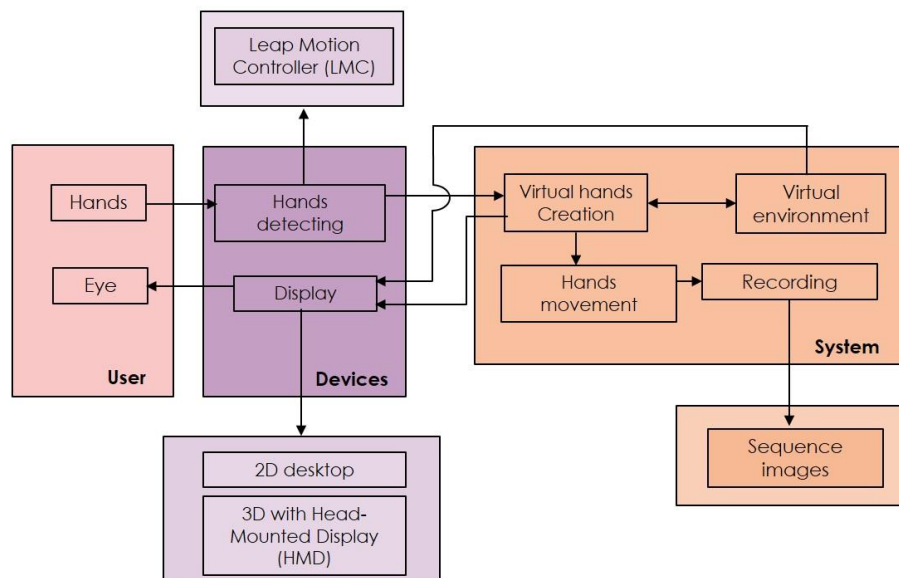 Leap Motion
Controller (LMC)
Hands
Eye
User
Hands
detecting
Display
Devices
Virtual hands
Creation
Virtual
environment
Hands
movement
Recording
System
2D desktop
3D with Head-
Mounted Display
(HMD)
Sequence
images